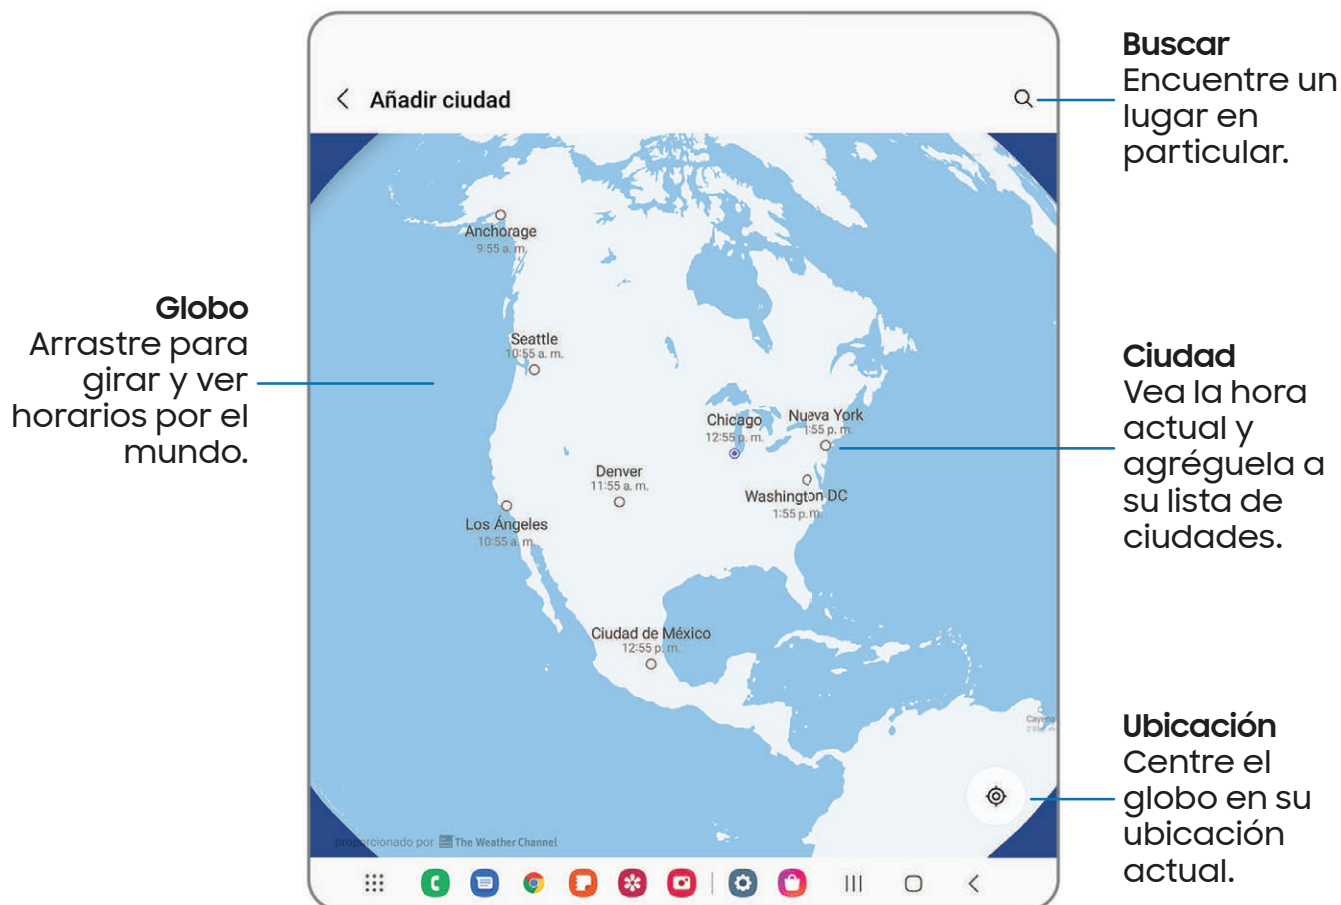 Añadir ciudad
Buscar
Encuentre un
lugar en
particular.
Anchorage
9:55 a. m.
Globo
Arrastre para
girar y ver
horarios por el
mundo.
Seattle
10:55 a. m.
Ciudad
Vea la hora
actual y
agréguela a
su lista de
ciudades.
Chicago
12:55 p. m.
Nueva York
1:55 p. m.
Denver
11:55 a. m.
Washington DC
1:55 p. m.
Los Ángeles
10:55 a. m.
Ciudad de México
12:55 p. m.
Cayena
2:55 p. m.
Ubicación
Centre el
globo en su
ubicación
actual.
proporcionado por The Weather Channel